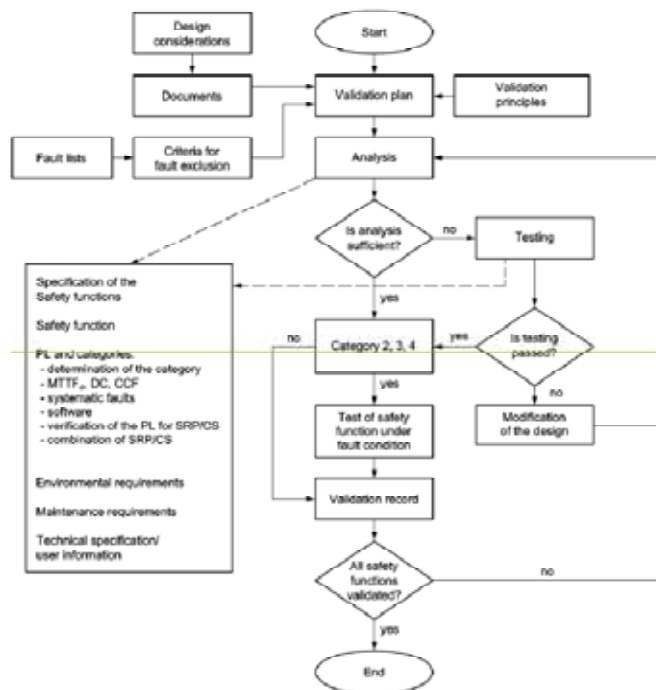 Design
considerations
Start
Documents
Validation plan
Validation
principles
Fault lists
Criteria for
fault exclusion
Analysis
Is analysis
sufficient?
no
Testing
yes
Specification of the
Safety functions
Safety function
PL and categories:
- determination of the category
- MTTFd, DC, CCF
- systematic faults
- software
- verification of the PL for SRP/CS
- combination of SRP/CS
Environmental requirements
Maintenance requirements
Technical specification/
user information
no
Category 2, 3, 4
yes
Is testing
passed?
yes
no
Test of safety
function under
fault condition
Modification
of the design
Validation record
All safety
functions
validated?
no
yes
End